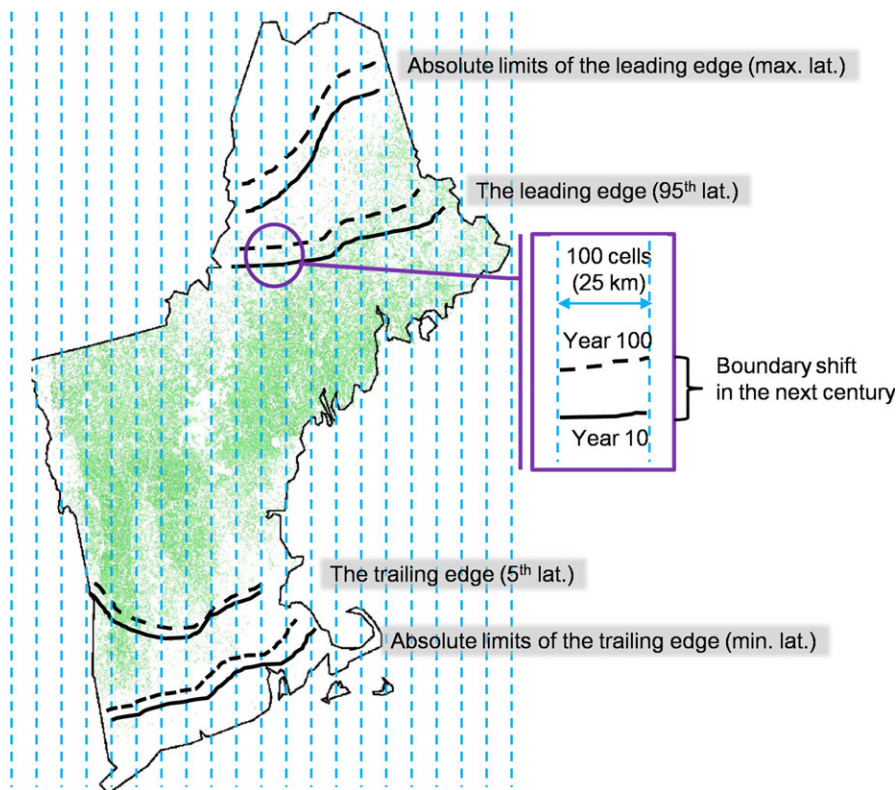 Absolute limits of the leading edge (max. lat.)
The leading edge (95th lat.)
100 cells
(25 km)
Year 100
Year 10
Boundary shift
in the next century
The trailing edge (5th lat.)
Absolute limits of the trailing edge (min. lat.)